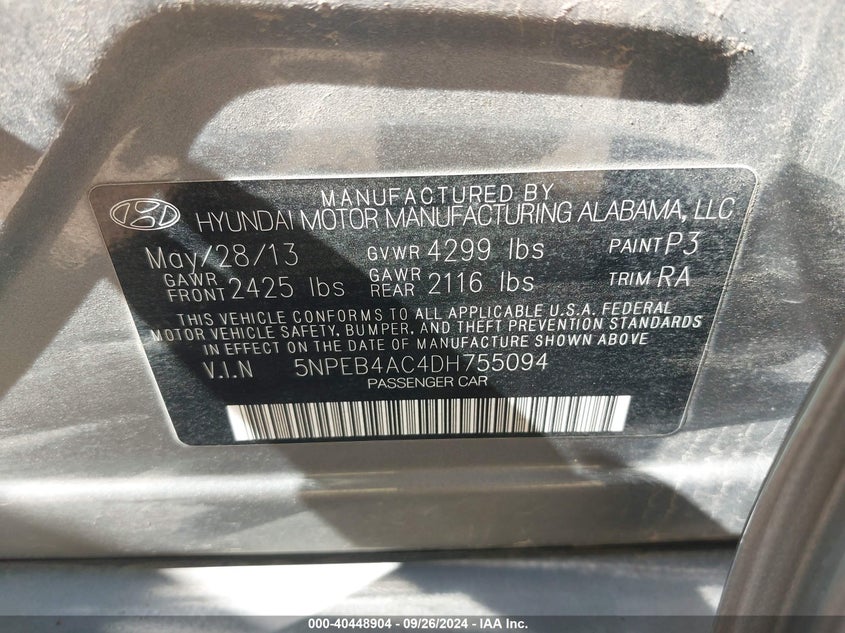 MANUFACTURED BY
HYUNDAI MOTOR MANUFACTURING ALABAMA, LLC
May/28/13 GVWR 4299 lbs PAINT P3
GAWR FRONT 2425 lbs GAWR REAR 2116 lbs TRIM RA
THIS VEHICLE CONFORMS TO ALL APPLICABLE U.S.A. FEDERAL
MOTOR VEHICLE SAFETY, BUMPER, AND THEFT PREVENTION STANDARDS
IN EFFECT ON THE DATE OF MANUFACTURE SHOWN ABOVE
V.I.N 5NPEB4AC4DH755094
PASSENGER CAR
000-40448904 - 09/26/2024 - IAA Inc.